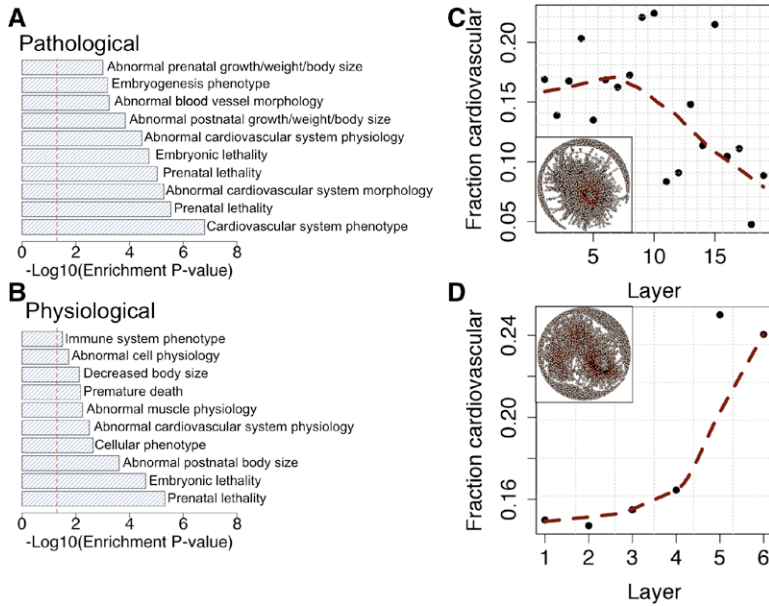 A
Pathological
Abnormal prenatal growth/weight/body size
Embryogenesis phenotype
Abnormal blood vessel morphology
Abnormal postnatal growth/weight/body size
Abnormal cardiovascular system physiology
Embryonic lethality
Prenatal lethality
Abnormal cardiovascular system morphology
Prenatal lethality
Cardiovascular system phenotype
0 2 4 6 8
-Log10(Enrichment P-value)
B
Physiological
Immune system phenotype
Abnormal cell physiology
Decreased body size
Premature death
Abnormal muscle physiology
Abnormal cardiovascular system physiology
Cellular phenotype
Abnormal postnatal body size
Embryonic lethality
Prenatal lethality
0 2 4 6 8
-Log10(Enrichment P-value)
C
Fraction cardiovascular
0.20
0.15
0.10
0.05
5 10 15
Layer
D
Fraction cardiovascular
0.24
0.20
0.16
1 2 3 4 5 6
Layer